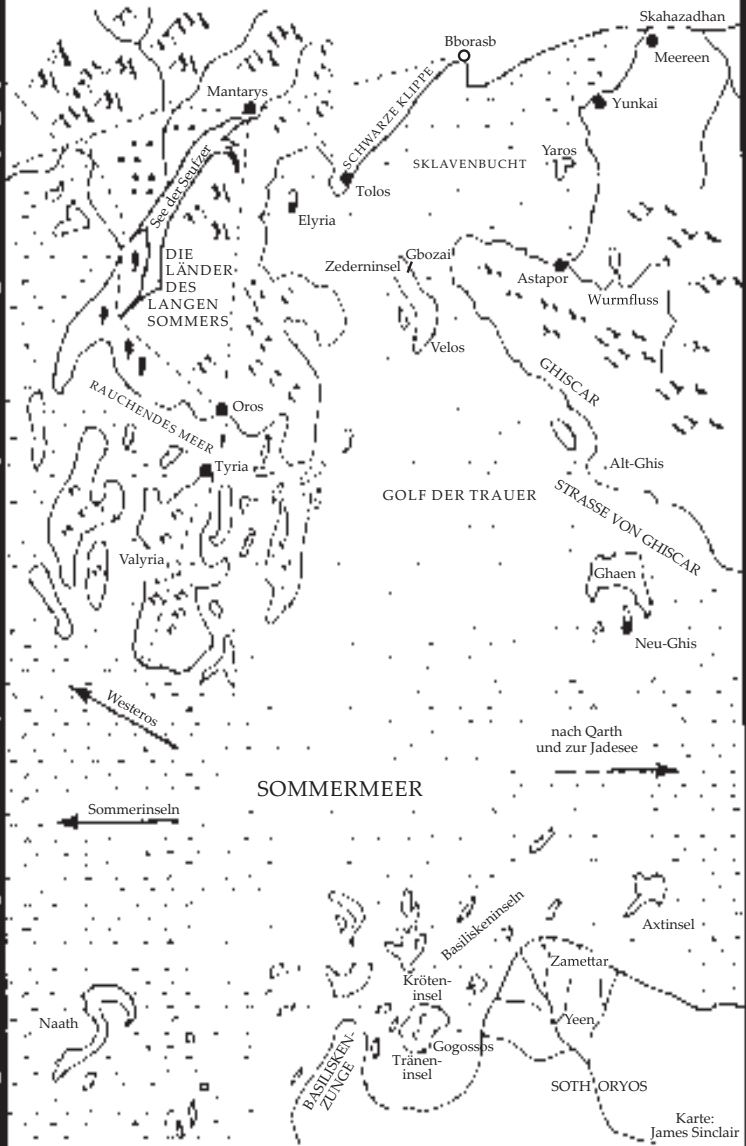 Skahazadhan
Bborasb
Meereen
Mantarys
Yunkai
SCHWARZE KLIPPE
SKLAVENBUCHT
Yaros
See der Seufzer
Tolos
Elyria
DIE
LÄNDER
DES
LANGEN
SOMMERS
Gbozai
Zederninsel
Astapor
Wurmfluss
Velos
GHISCAR
RAUCHENDES MEER
Oros
Tyria
Alt-Ghis
GOLF DER TRAUER
STRASSE VON GHISCAR
Valyria
Ghaen
Neu-Ghis
Westeros
nach Qarth
und zur Jadesee
SOMMERMEER
Sommerinseln
Basiliskeninseln
Axtinsel
Zamettar
Kröten-
insel
Naath
Yeen
Gogossos
Tränen-
insel
BASILISKEN-
ZUNGE
SOTHORYOS
Karte:
James Sinclair